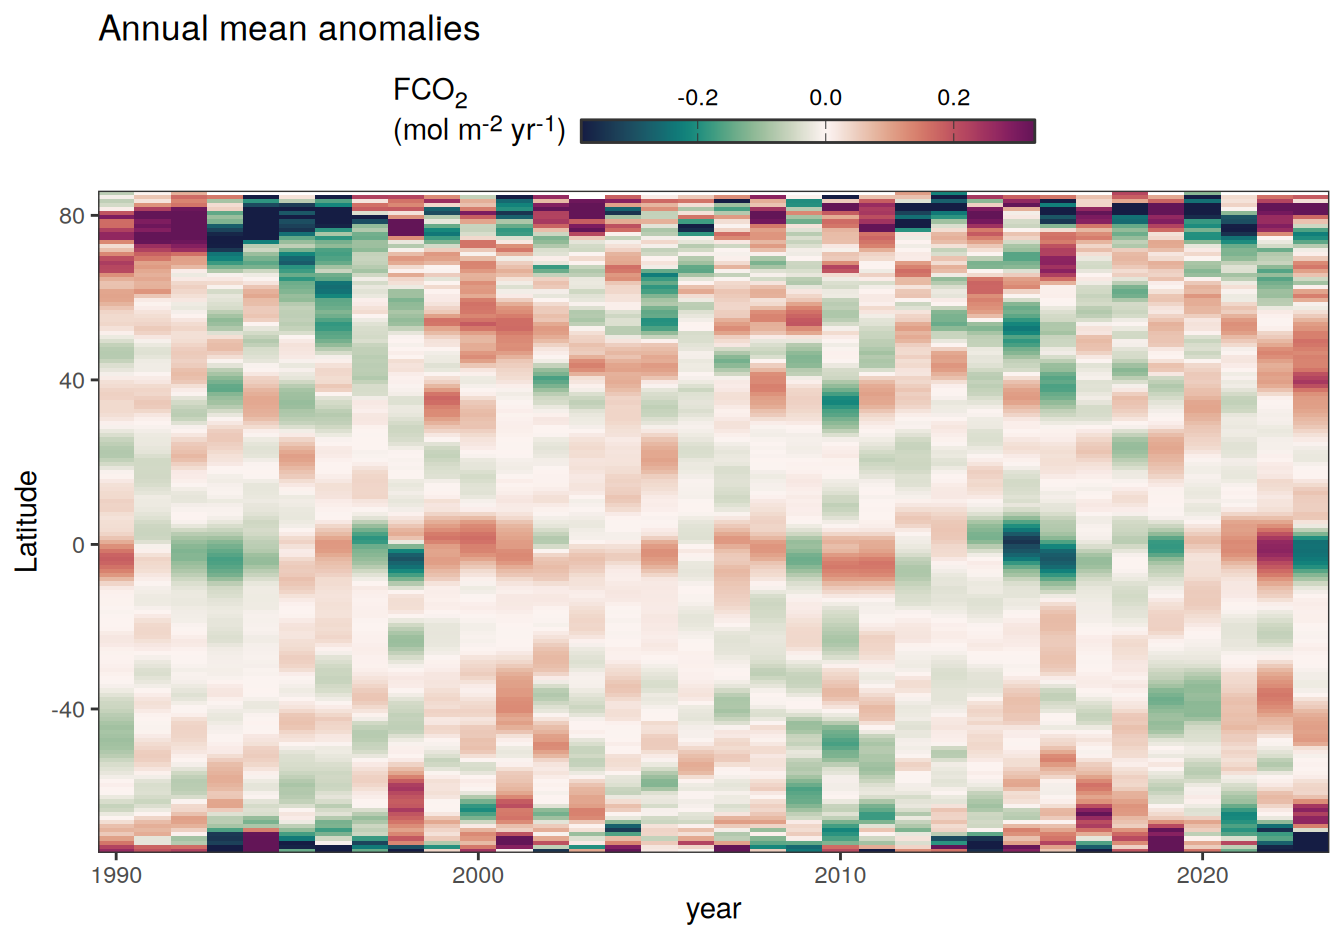 Annual mean anomalies
FCO₂
(mol m⁻² yr⁻¹)
-0.2 0.0 0.2
80
40
0
-40
Latitude
1990 2000 2010 2020
year